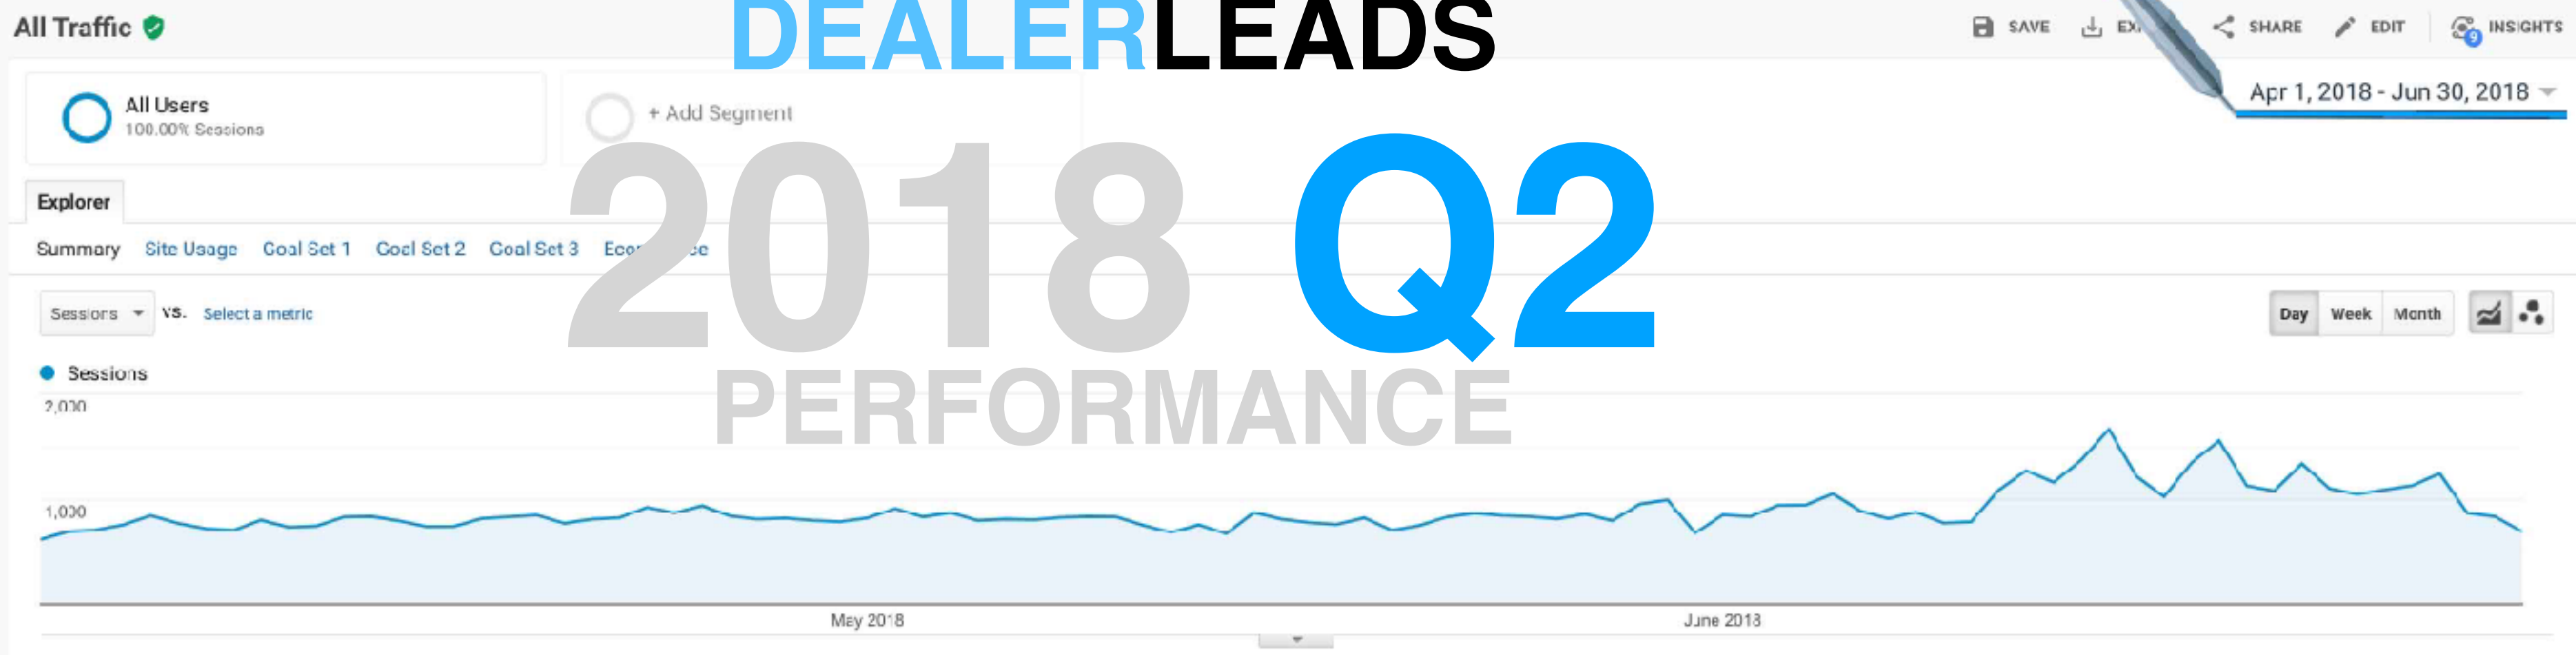 All Traffic
DEALERLEADS
SAVE
SHARE
EDIT
INSIGHTS
9
All Users
100.00% Sessions
+ Add Segment
Apr 1, 2018 - Jun 30, 2018
2018 Q2
PERFORMANCE
Explorer
Summary Site Usage Goal Set 1 Goal Set 2 Goal Set 3
Sessions VS. Select a metric
Day Week Month
Sessions
2,000
1,000
May 2018 June 2018